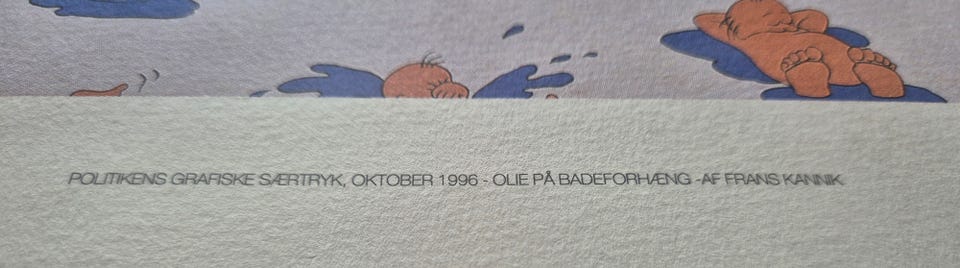 POLITIKENS GRAFISKE SÆRTRYK, OKTOBER 1996 - OLIE PÅ BADEFORHÆNG -AF FRANS KANNIK